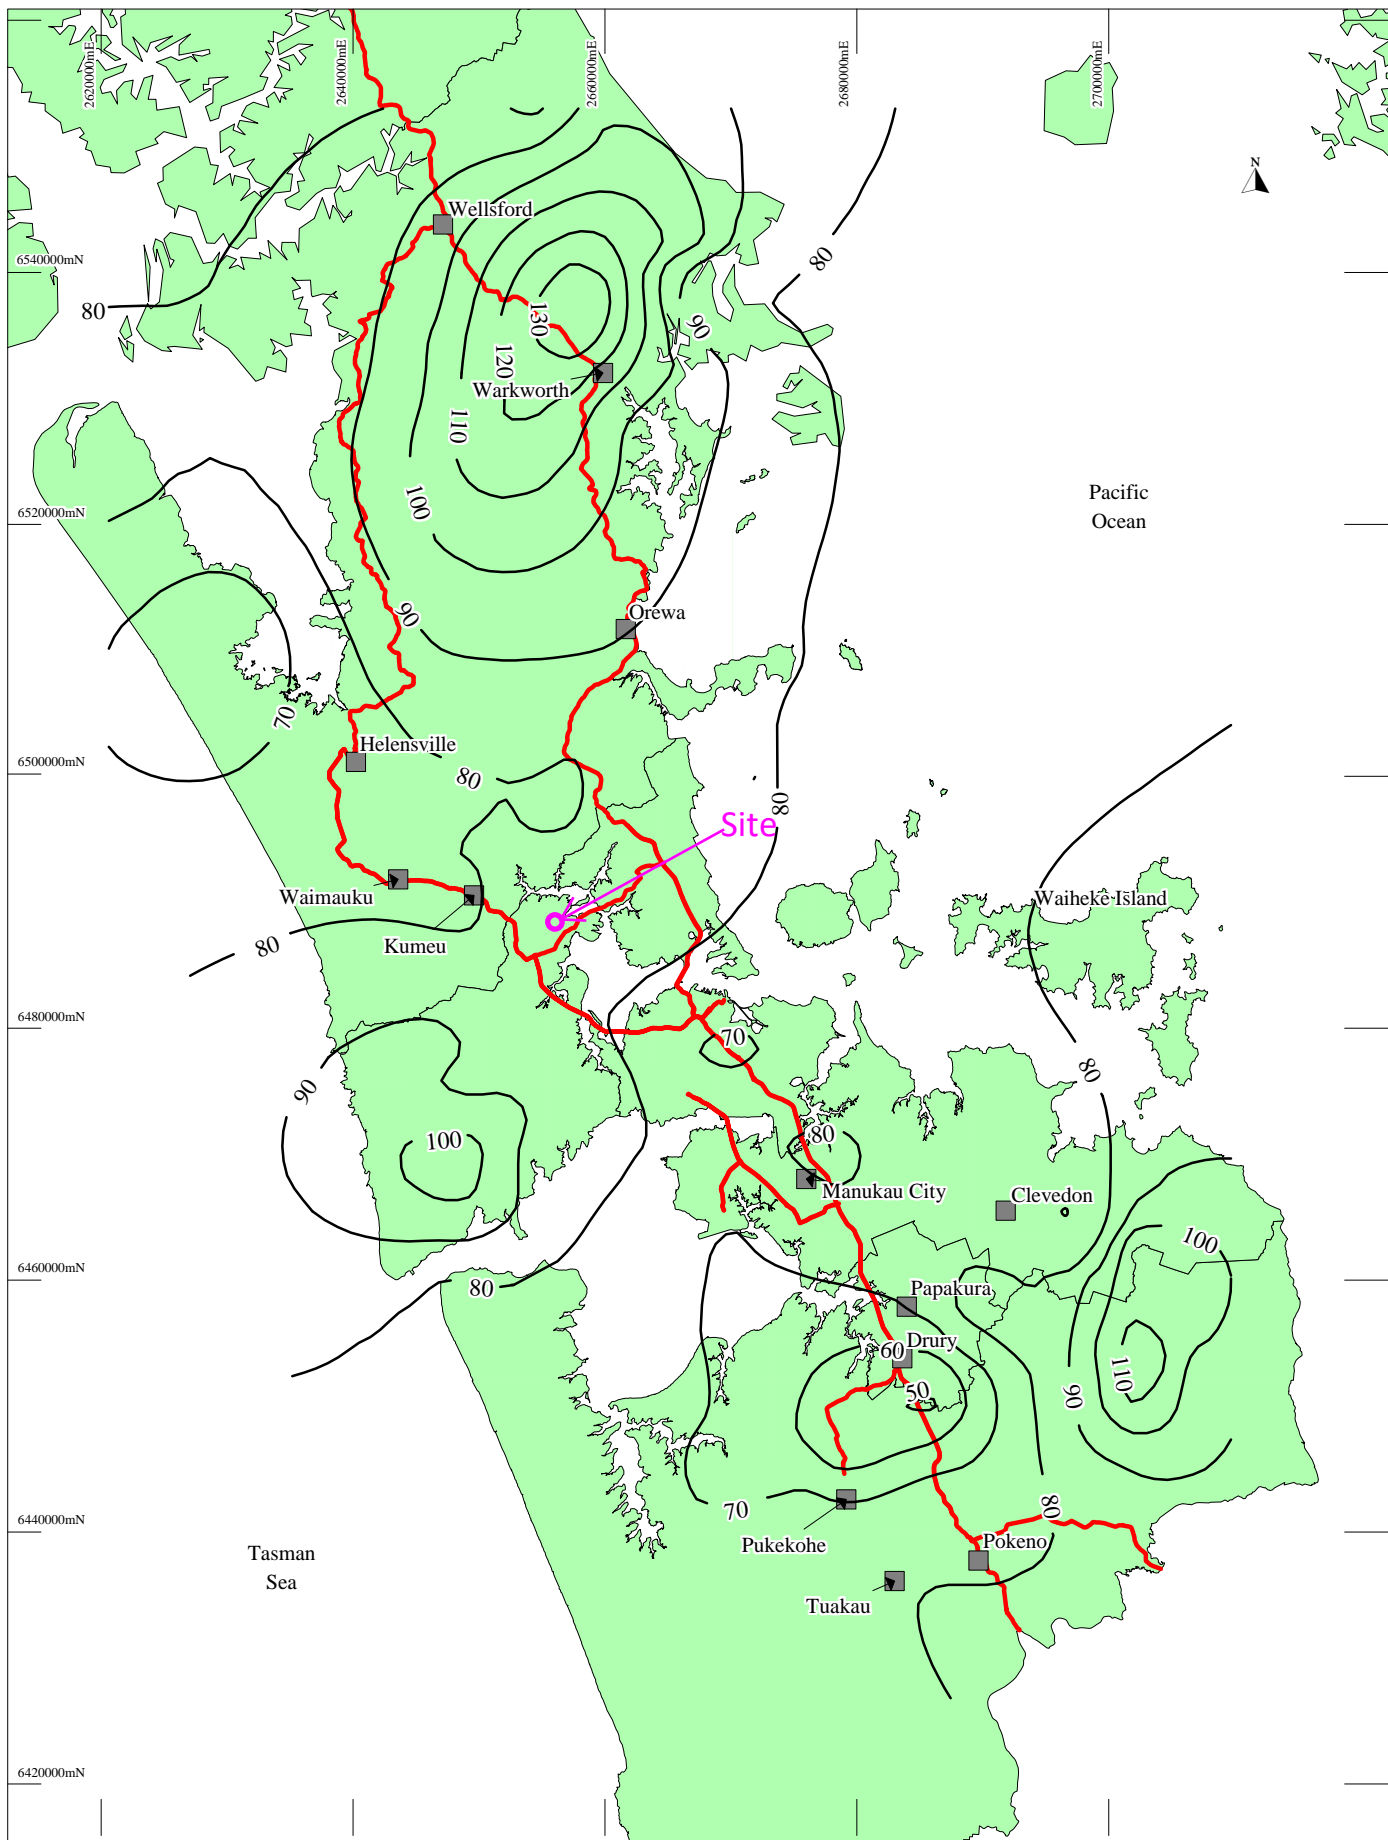 2620000mE
2640000mE
2660000mE
2680000mE
2700000mE
N
Wellsford
80
6540000mN
80
130
90
120
Warkworth
110
100
Pacific
Ocean
6520000mN
90
Orewa
70
Helensville
80
6500000mN
80
Site
Waimauku
Waiheke Island
80
Kumeu
6480000mN
70
80
90
80
100
Manukau City
Clevedon
100
6460000mN
80
Papakura
Drury
60
110
50
90
70
80
6440000mN
Pukekohe
Pokeno
Tasman
Sea
Tuakau
6420000mN